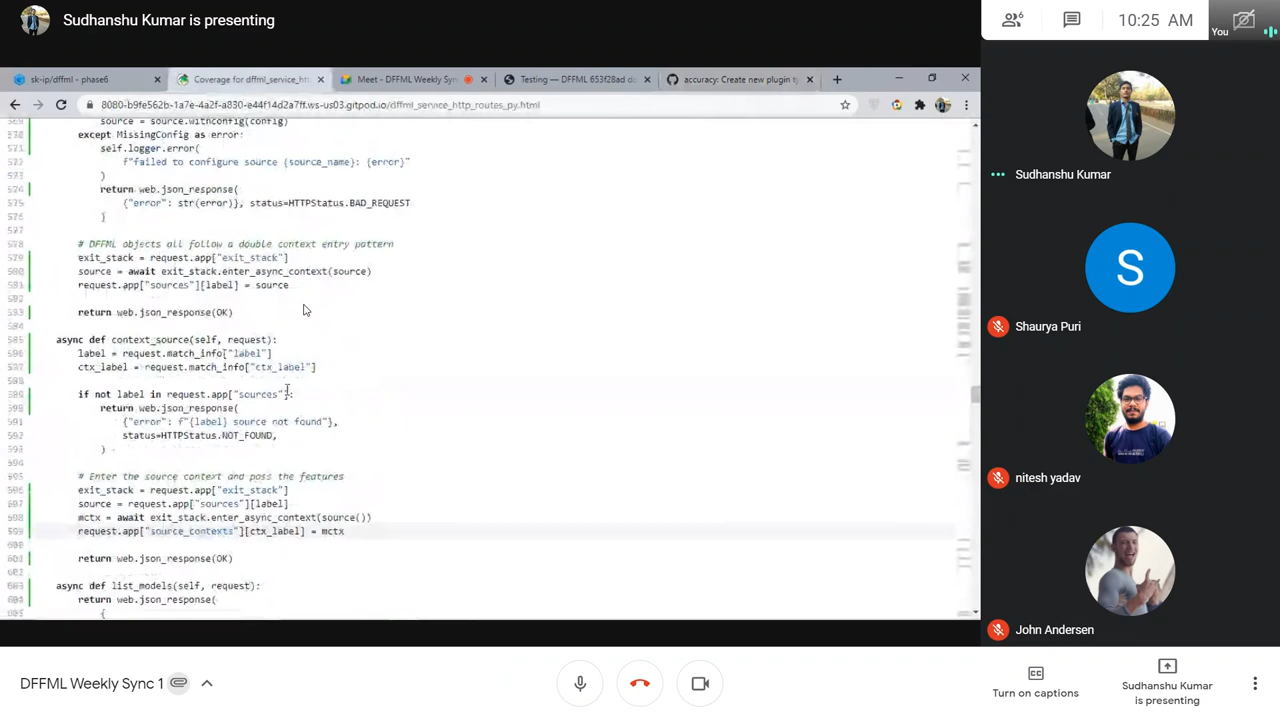 Sudhanshu Kumar is presenting
6
10:25 AM
You
sk-ip/dffml - phase6
Coverage for dffml_service_htt
Meet - DFFML Weekly Syn
Testing — DFFML 653f28ad do
accuracy: Create new plugin ty
8080-b9fe562b-1a7e-4a2f-a830-e44f14d2a7ff.ws-us03.gitpod.io/dffml_service_http_routes_py.html
source = source.withconfig(config)
except MissingConfig as error:
self.logger.error(
f"failed to configure source {source_name}: {error}"
)
return web.json_response(
{"error": str(error)}, status=HTTPStatus.BAD_REQUEST
)
# DFFML objects all follow a double context entry pattern
exit_stack = request.app["exit_stack"]
source = await exit_stack.enter_async_context(source)
request.app["sources"][label] = source
return web.json_response(OK)
async def context_source(self, request):
label = request.match_info["label"]
ctx_label = request.match_info["ctx_label"]
if not label in request.app["sources"]:
return web.json_response(
{"error": f"{label} source not found"},
status=HTTPStatus.NOT_FOUND,
)
# Enter the source context and pass the features
exit_stack = request.app["exit_stack"]
source = request.app["sources"][label]
mctx = await exit_stack.enter_async_context(source())
request.app["source_contexts"][ctx_label] = mctx
return web.json_response(OK)
async def list_models(self, request):
return web.json_response(
{
Sudhanshu Kumar
S
Shaurya Puri
nitesh yadav
John Andersen
DFFML Weekly Sync 1
Turn on captions
Sudhanshu Kumar
is presenting